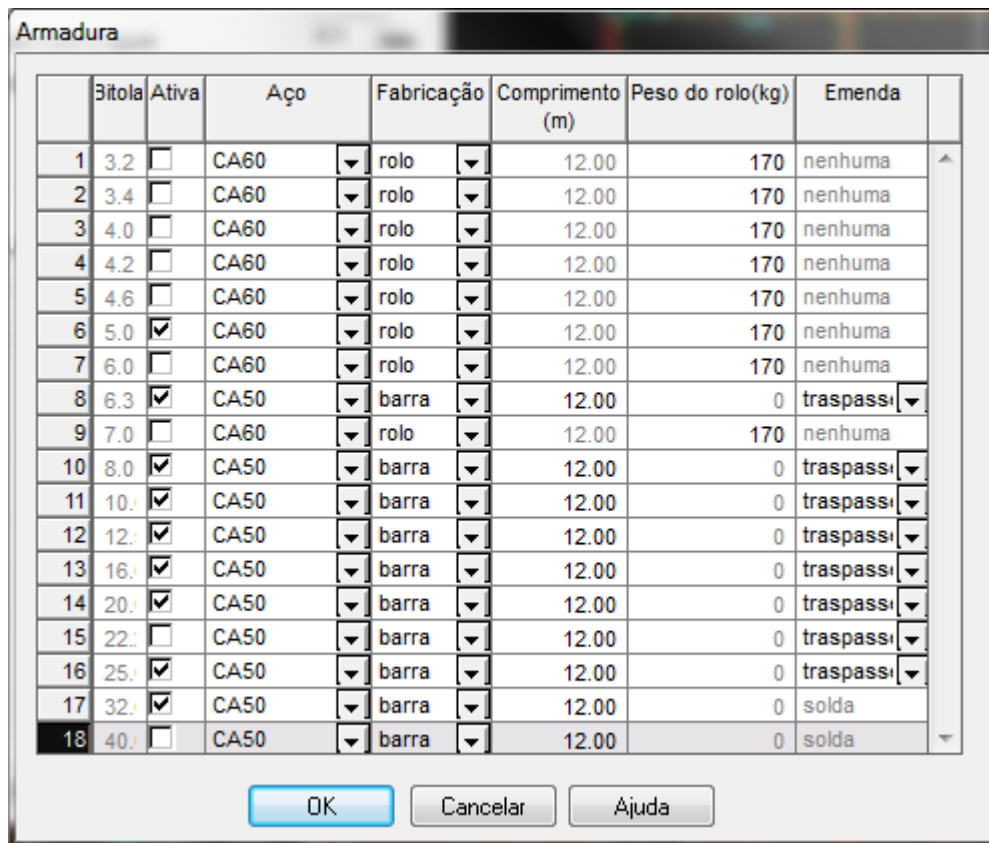 Armadura
Bitola Ativa Aço Fabricação Comprimento (m) Peso do rolo(kg) Emenda
1 3.2 CA60 rolo 12.00 170 nenhuma
2 3.4 CA60 rolo 12.00 170 nenhuma
3 4.0 CA60 rolo 12.00 170 nenhuma
4 4.2 CA60 rolo 12.00 170 nenhuma
5 4.6 CA60 rolo 12.00 170 nenhuma
6 5.0 CA60 rolo 12.00 170 nenhuma
7 6.0 CA60 rolo 12.00 170 nenhuma
8 6.3 CA50 barra 12.00 0 traspass
9 7.0 CA60 rolo 12.00 170 nenhuma
10 8.0 CA50 barra 12.00 0 traspass
11 10. CA50 barra 12.00 0 traspass
12 12. CA50 barra 12.00 0 traspass
13 16. CA50 barra 12.00 0 traspass
14 20. CA50 barra 12.00 0 traspass
15 22. CA50 barra 12.00 0 traspass
16 25. CA50 barra 12.00 0 traspass
17 32. CA50 barra 12.00 0 solda
18 40. CA50 barra 12.00 0 solda
OK Cancelar Ajuda